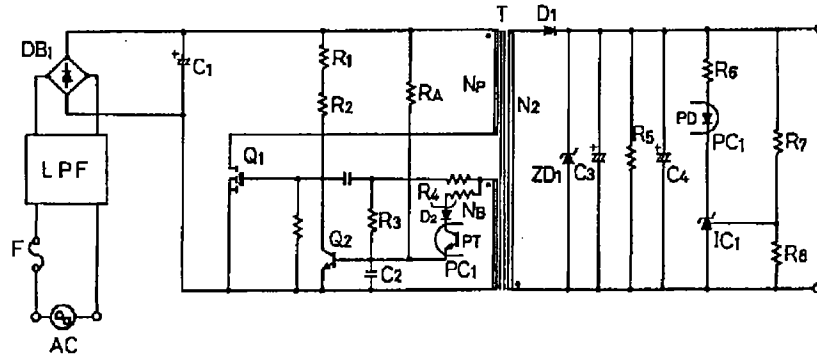 T
D1
DB1
C1
R1
R2
RA
NP
N2
R6
PD
PC1
R7
LPF
Q1
R4
D2
NB
PT
PC1
ZD1
C3
R5
C4
IC1
R3
Q2
C2
R8
F
AC